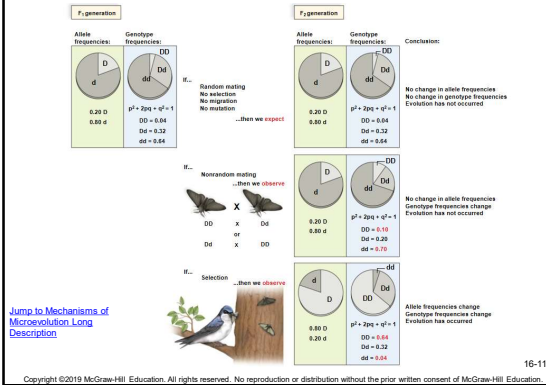 F₁ generation
F₂ generation
Allele frequencies:
Genotype frequencies:
Allele frequencies:
Genotype frequencies:
Conclusion:
D
d
DD
Dd
dd
0.20 D
0.80 d
p² + 2pq + q² = 1
DD = 0.04
Dd = 0.32
dd = 0.64
If...
Random mating
No selection
No migration
No mutation
...then we expect
D
d
DD
Dd
dd
0.20 D
0.80 d
p² + 2pq + q² = 1
DD = 0.04
Dd = 0.32
dd = 0.64
No change in allele frequencies
No change in genotype frequencies
Evolution has not occurred
If...
Nonrandom mating
...then we observe
X
DD x Dd
or
Dd x DD
D
d
DD
Dd
dd
0.20 D
0.80 d
p² + 2pq + q² = 1
DD = 0.10
Dd = 0.20
dd = 0.70
No change in allele frequencies
Genotype frequencies change
Evolution has not occurred
If...
Selection
...then we observe
d
D
dd
Dd
DD
0.80 D
0.20 d
p² + 2pq + q² = 1
DD = 0.64
Dd = 0.32
dd = 0.04
Allele frequencies change
Genotype frequencies change
Evolution has occurred
Jump to Mechanisms of
Microevolution Long
Description
16-11
Copyright ©2019 McGraw-Hill Education. All rights reserved. No reproduction or distribution without the prior written consent of McGraw-Hill Education.